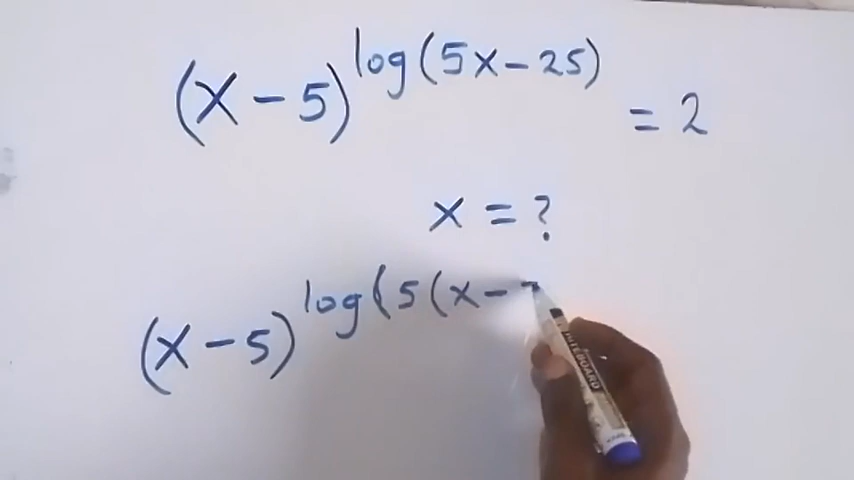 (x-5)^log(5x-25) = 2
x = ?
(x-5)^log(5(x-